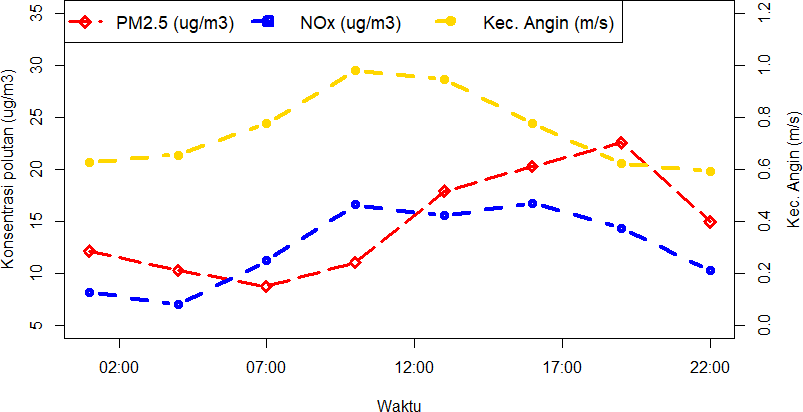 PM2.5 (ug/m3) NOx (ug/m3) Kec. Angin (m/s)
Konsentrasi polutan (ug/m3)
35
30
25
20
15
10
5
1.2
1.0
0.8
0.6
0.4
0.2
0.0
Kec. Angin (m/s)
02:00 07:00 12:00 17:00 22:00
Waktu